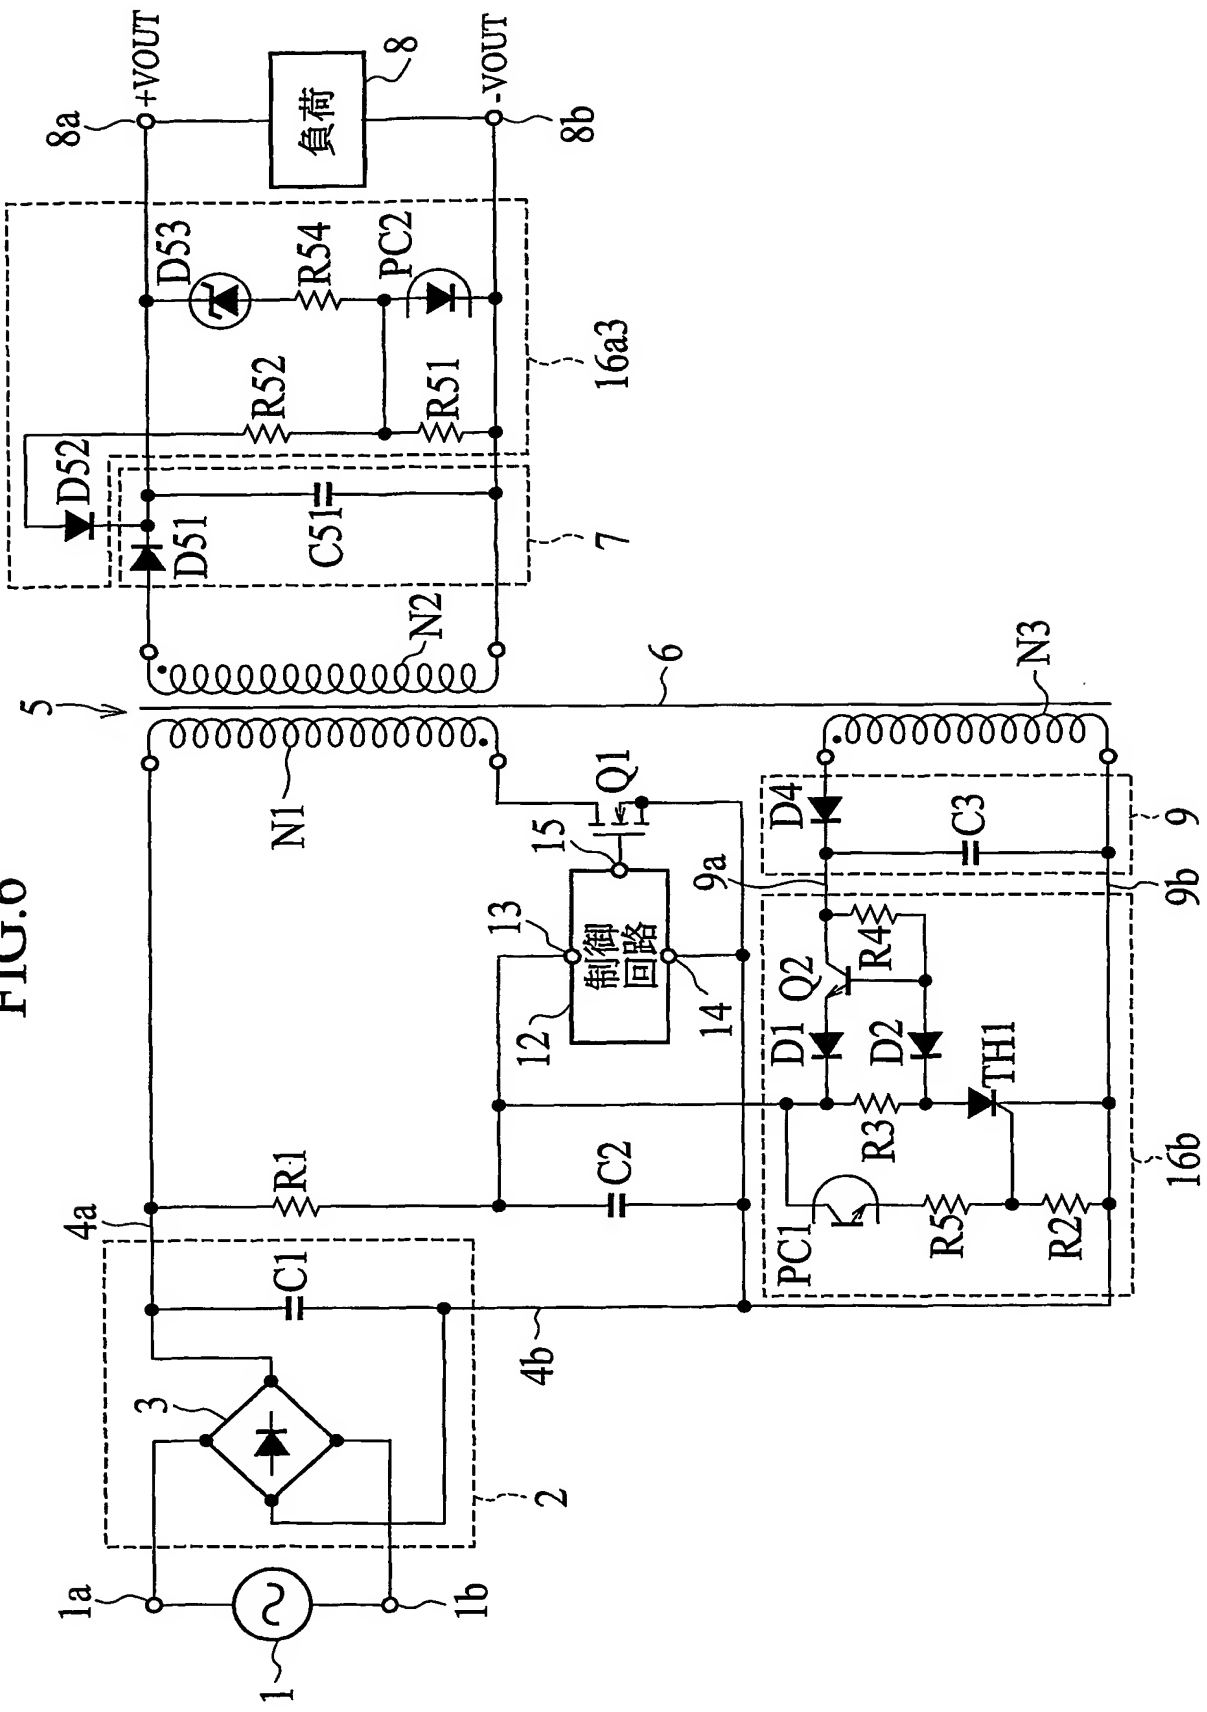 FIG.6
1
1a
1b
2
3
4a
4b
C1
R1
C2
5
N1
N2
6
N3
12
13
14
15
制御
回路
Q1
D51
D52
C51
7
R52
R51
D53
R54
PC2
16a3
8a
+VOUT
負荷
8
-VOUT
8b
9a
9b
9
D4
C3
Q2
R4
D1
D2
R3
TH1
PC1
R5
R2
16b